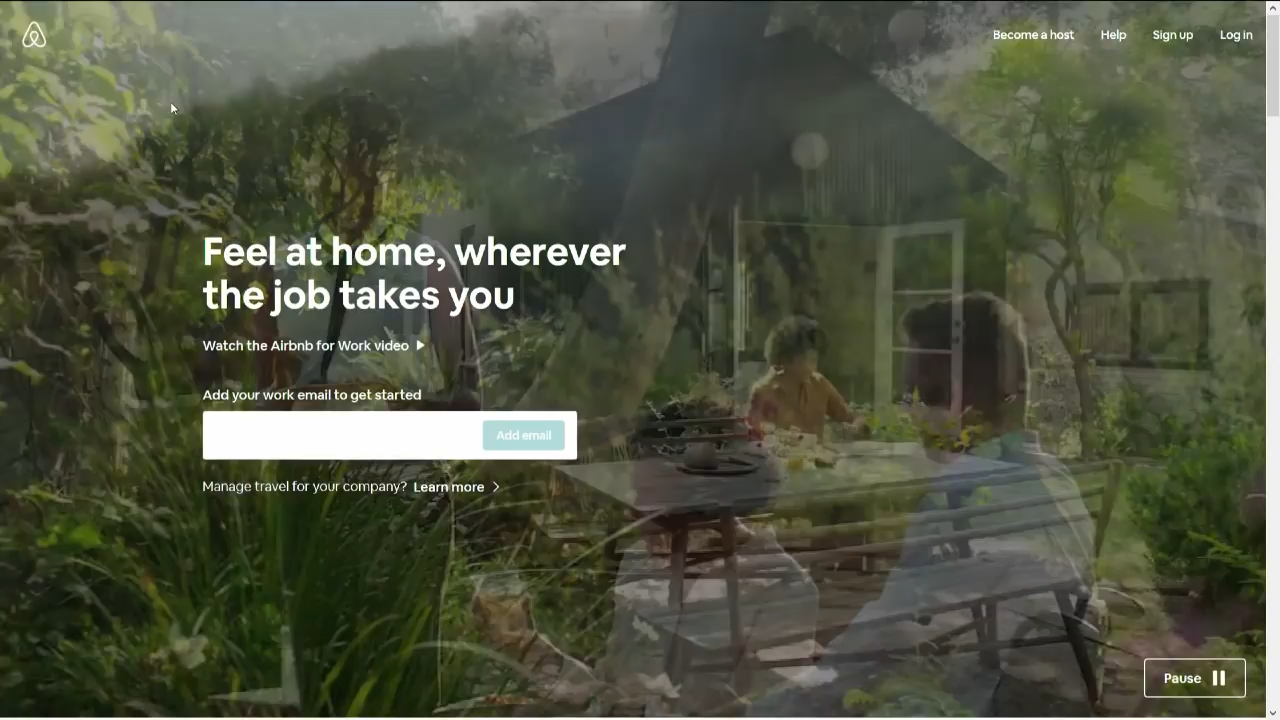 Become a host
Help
Sign up
Log in
Feel at home, wherever
the job takes you
Watch the Airbnb for Work video
Add your work email to get started
Add email
Manage travel for your company? Learn more
Pause